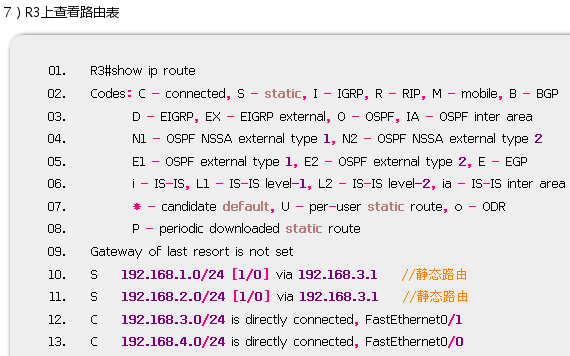 7）R3上查看路由表
01. R3#show ip route
02. Codes: C - connected, S - static, I - IGRP, R - RIP, M - mobile, B - BGP
03. D - EIGRP, EX - EIGRP external, O - OSPF, IA - OSPF inter area
04. N1 - OSPF NSSA external type 1, N2 - OSPF NSSA external type 2
05. E1 - OSPF external type 1, E2 - OSPF external type 2, E - EGP
06. i - IS-IS, L1 - IS-IS level-1, L2 - IS-IS level-2, ia - IS-IS inter area
07. * - candidate default, U - per-user static route, o - ODR
08. P - periodic downloaded static route
09. Gateway of last resort is not set
10. S 192.168.1.0/24 [1/0] via 192.168.3.1 //静态路由
11. S 192.168.2.0/24 [1/0] via 192.168.3.1 //静态路由
12. C 192.168.3.0/24 is directly connected, FastEthernet0/1
13. C 192.168.4.0/24 is directly connected, FastEthernet0/0